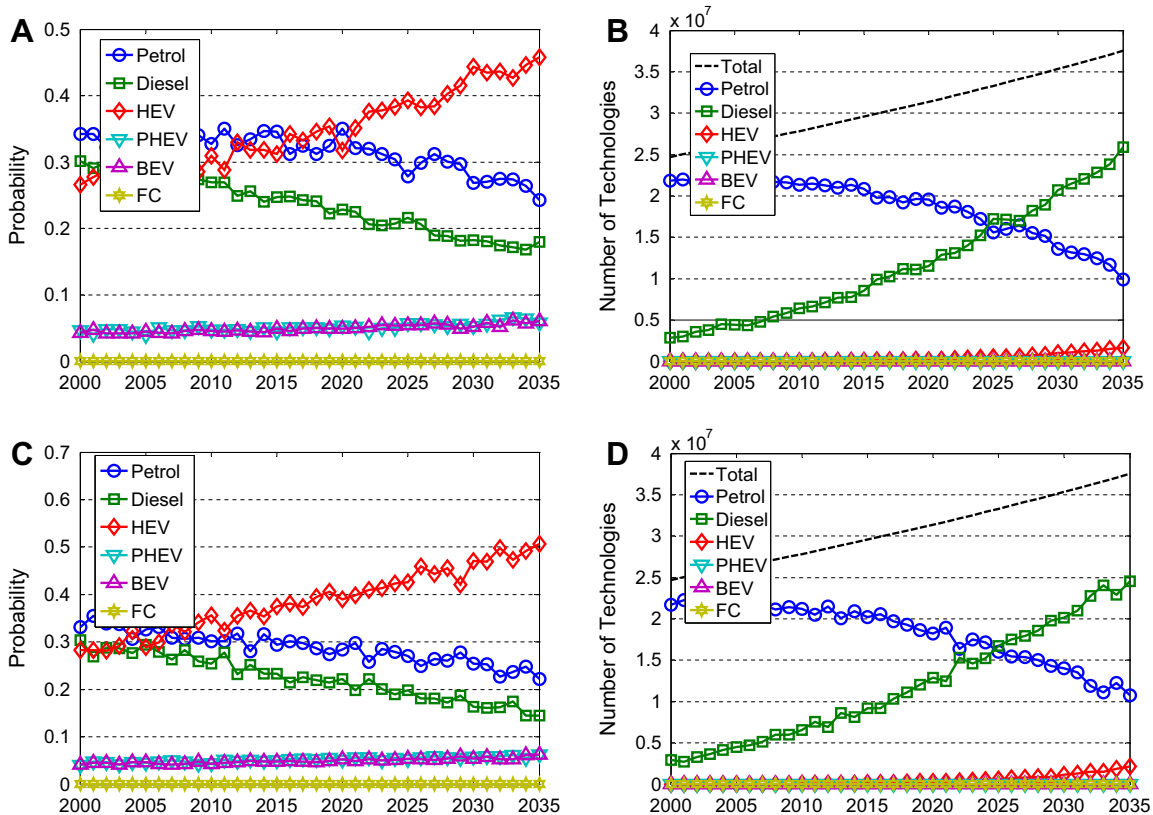 A
Probability
0.5
0.4
0.3
0.2
0.1
0
Petrol
Diesel
HEV
PHEV
BEV
FC
2000 2005 2010 2015 2020 2025 2030 2035
B
x 10^7
Number of Technologies
4
3.5
3
2.5
2
1.5
1
0.5
0
Total
Petrol
Diesel
HEV
PHEV
BEV
FC
2000 2005 2010 2015 2020 2025 2030 2035
C
Probability
0.7
0.6
0.5
0.4
0.3
0.2
0.1
0
Petrol
Diesel
HEV
PHEV
BEV
FC
2000 2005 2010 2015 2020 2025 2030 2035
D
x 10^7
Number of Technologies
4
3.5
3
2.5
2
1.5
1
0.5
0
Total
Petrol
Diesel
HEV
PHEV
BEV
FC
2000 2005 2010 2015 2020 2025 2030 2035